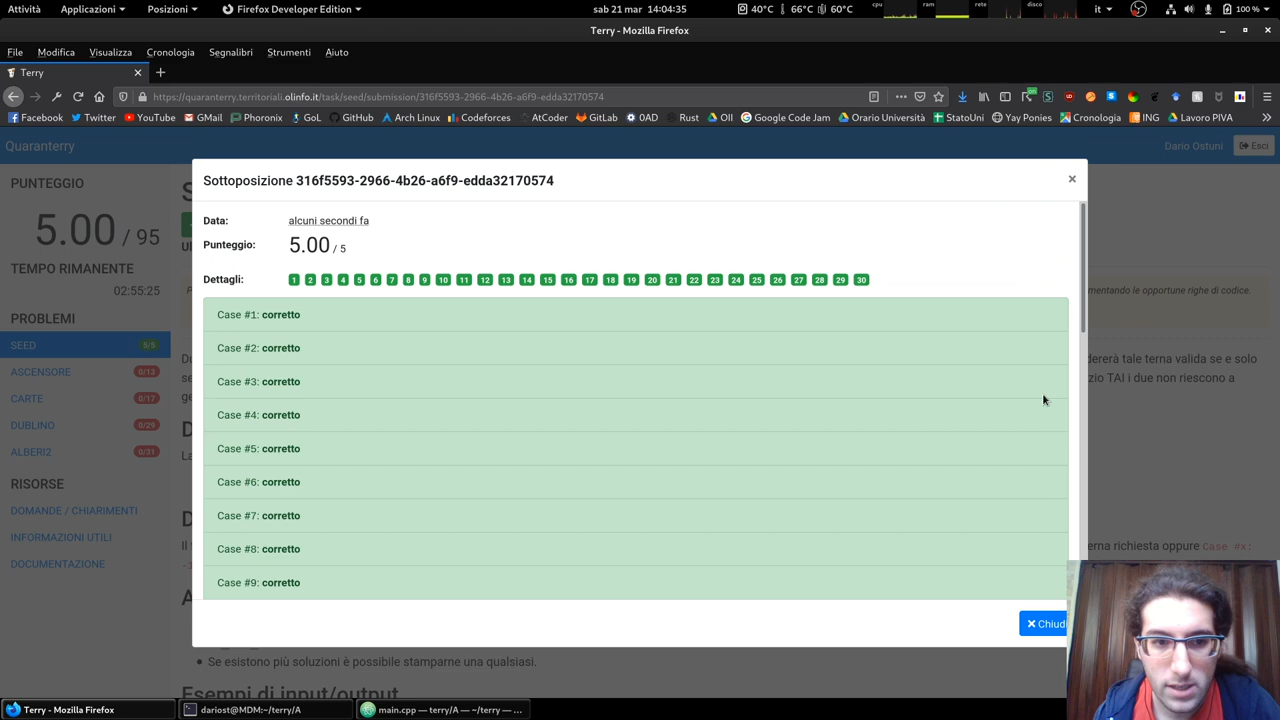 Attività Applicazioni Posizioni Firefox Developer Edition sab 21 mar 14:04:35 40°C 66°C 60°C cpu ram rete disco it 100 %
Terry - Mozilla Firefox
File Modifica Visualizza Cronologia Segnalibri Strumenti Aiuto
Terry
https://quaranterry.territoriali.olinfo.it/task/seed/submission/316f5593-2966-4b26-a6f9-edda32170574
Facebook Twitter YouTube GMail Phoronix GoL GitHub Arch Linux Codeforces AtCoder GitLab 0AD Rust OII Google Code Jam Orario Università StatoUni Yay Ponies Cronologia ING Lavoro PIVA
Quaranterry Dario Ostuni Esci
PUNTEGGIO
5.00 / 95
TEMPO RIMANENTE
02:55:25
PROBLEMI
SEED 5/5
ASCENSORE 0/13
CARTE 0/17
DUBLINO 0/29
ALBERI2 0/31
RISORSE
DOMANDE / CHIARIMENTI
INFORMAZIONI UTILI
DOCUMENTAZIONE
Sottoposizione 316f5593-2966-4b26-a6f9-edda32170574 ×
Data: alcuni secondi fa
Punteggio: 5.00 / 5
Dettagli: 1 2 3 4 5 6 7 8 9 10 11 12 13 14 15 16 17 18 19 20 21 22 23 24 25 26 27 28 29 30
Case #1: corretto
Case #2: corretto
Case #3: corretto
Case #4: corretto
Case #5: corretto
Case #6: corretto
Case #7: corretto
Case #8: corretto
Case #9: corretto
Chiudi
mentando le opportune righe di codice.
dererà tale terna valida se e solo
zio TAI i due non riescono a
erna richiesta oppure Case #x:
Se esistono più soluzioni è possibile stamparne una qualsiasi.
Esempi di input/output
Terry - Mozilla Firefox dariost@MDM:~/terry/A main.cpp — terry/A — ~/terry — ...